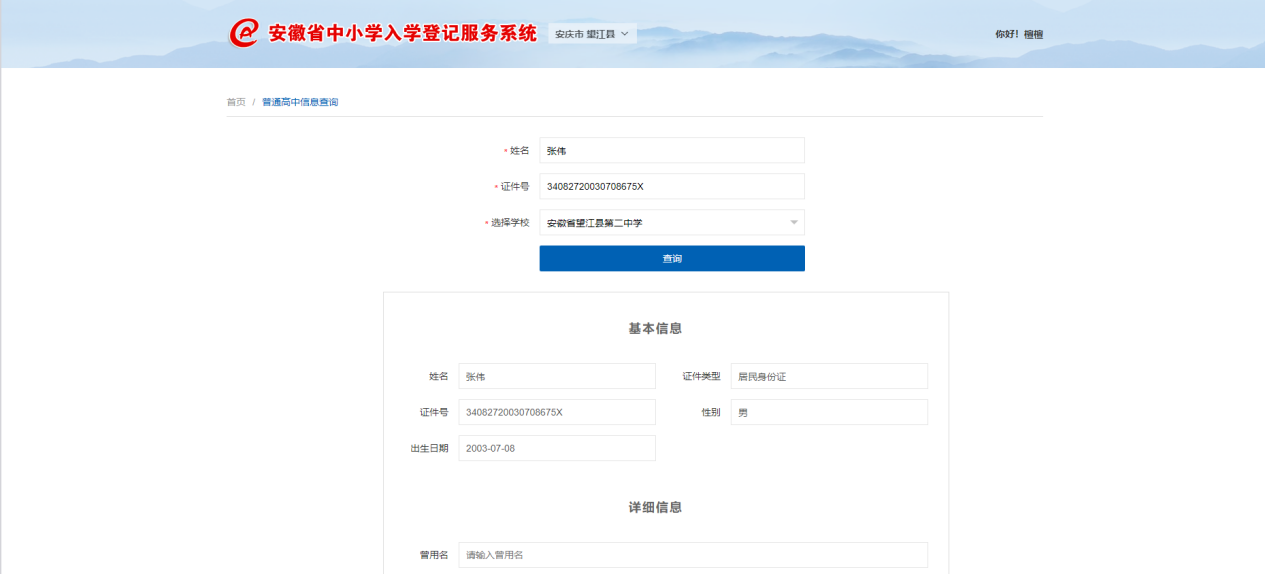 安徽省中小学入学登记服务系统 安庆市 望江县 你好！檀檀
首页 / 普通高中信息查询
* 姓名 张伟
* 证件号 34082720030708675X
* 选择学校 安徽省望江县第二中学
查询
基本信息
姓名 张伟 证件类型 居民身份证
证件号 34082720030708675X 性别 男
出生日期 2003-07-08
详细信息
曾用名 请输入曾用名